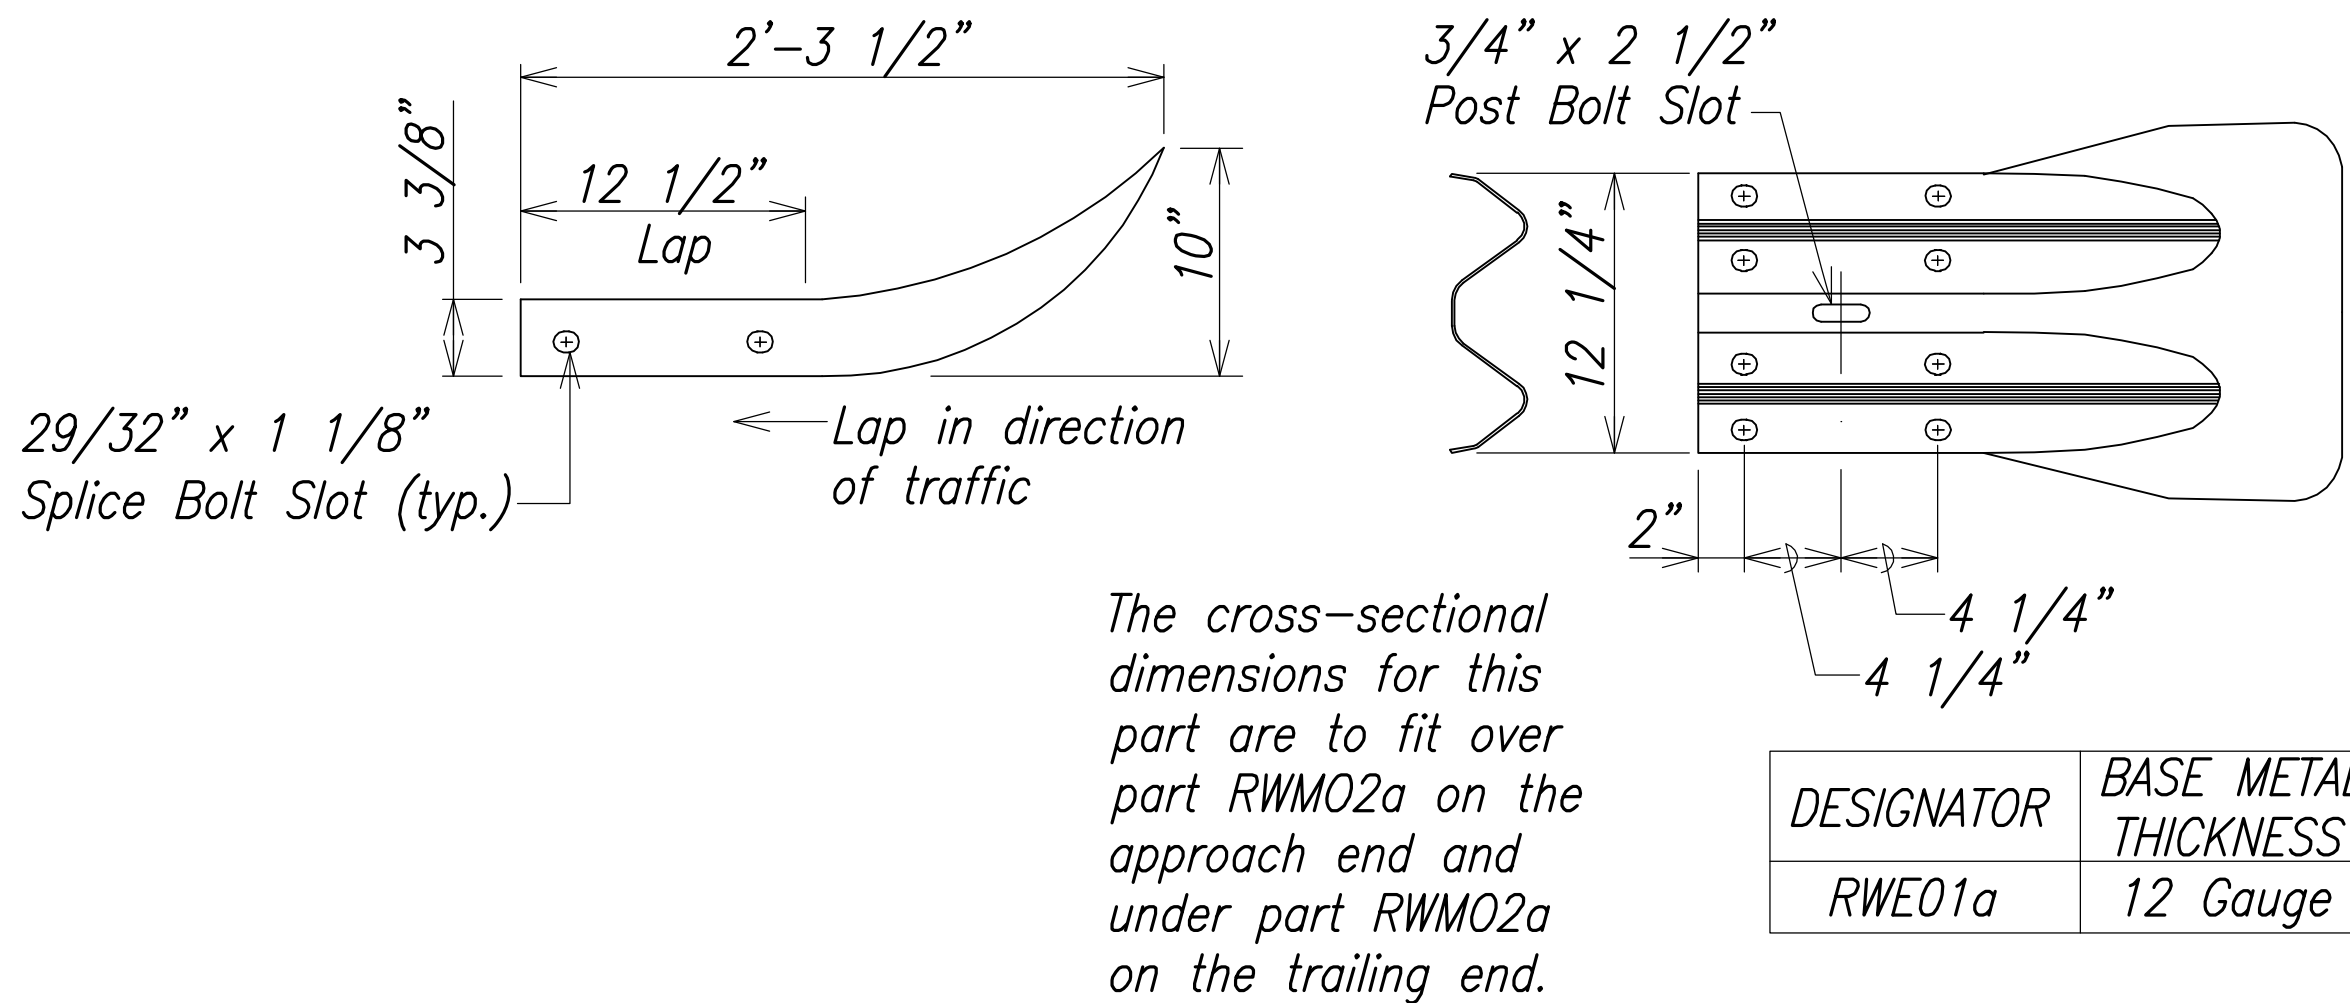 2'-3 1/2"
3 3/8"
12 1/2"
Lap
10"
29/32" x 1 1/8"
Splice Bolt Slot (typ.)
Lap in direction
of traffic
3/4" x 2 1/2"
Post Bolt Slot
12 1/4"
2"
4 1/4"
4 1/4"
The cross-sectional
dimensions for this
part are to fit over
part RWM02a on the
approach end and
under part RWM02a
on the trailing end.
DESIGNATOR
BASE METAL
THICKNESS
RWE01a
12 Gauge